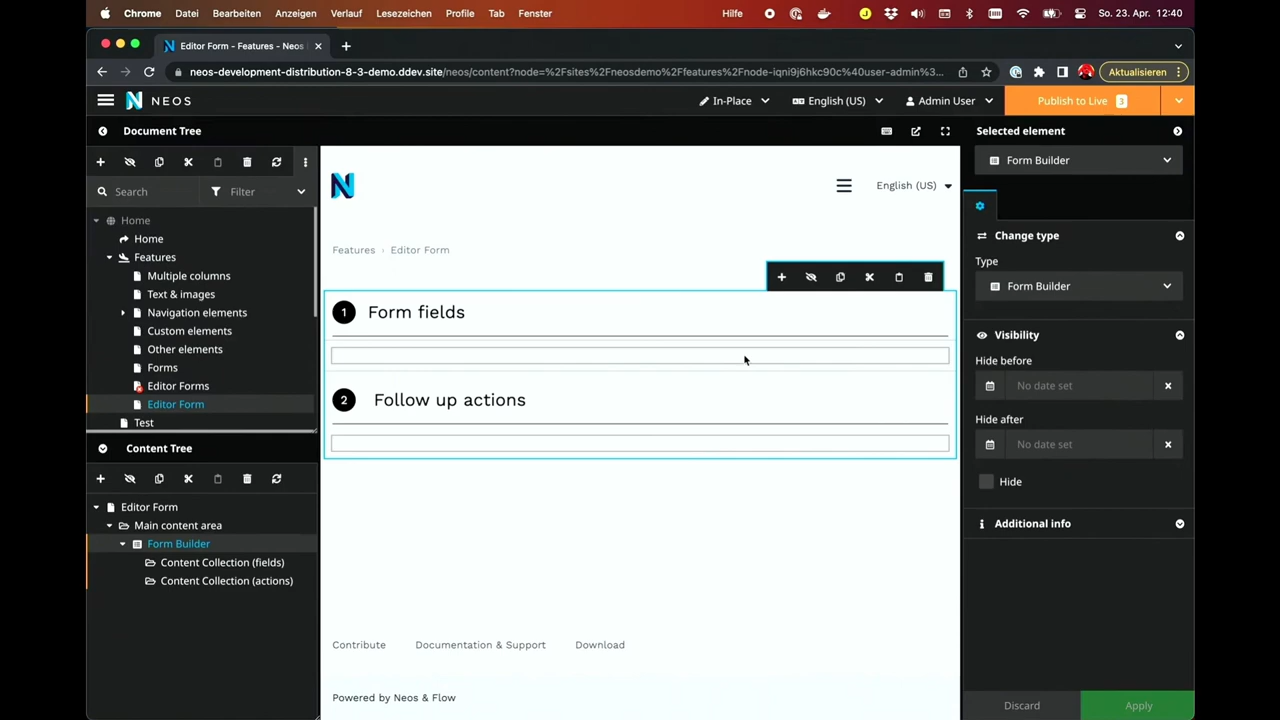 Chrome Datei Bearbeiten Anzeigen Verlauf Lesezeichen Profile Tab Fenster Hilfe So. 23. Apr. 12:40
Editor Form - Features - Neos
neos-development-distribution-8-3-demo.ddev.site/neos/content?node=%2Fsites%2Fneosdemo%2Ffeatures%2Fnode-iqni9j6hkc90c%40user-admin%3... Aktualisieren
NEOS In-Place English (US) Admin User Publish to Live 3
Document Tree
Search Filter
Home
Home
Features
Multiple columns
Text & images
Navigation elements
Custom elements
Other elements
Forms
Editor Forms
Editor Form
Test
Content Tree
Editor Form
Main content area
Form Builder
Content Collection (fields)
Content Collection (actions)
N English (US)
Features › Editor Form
1 Form fields
2 Follow up actions
Contribute Documentation & Support Download
Powered by Neos & Flow
Selected element
Form Builder
Change type
Type
Form Builder
Visibility
Hide before
No date set
Hide after
No date set
Hide
Additional info
Discard Apply